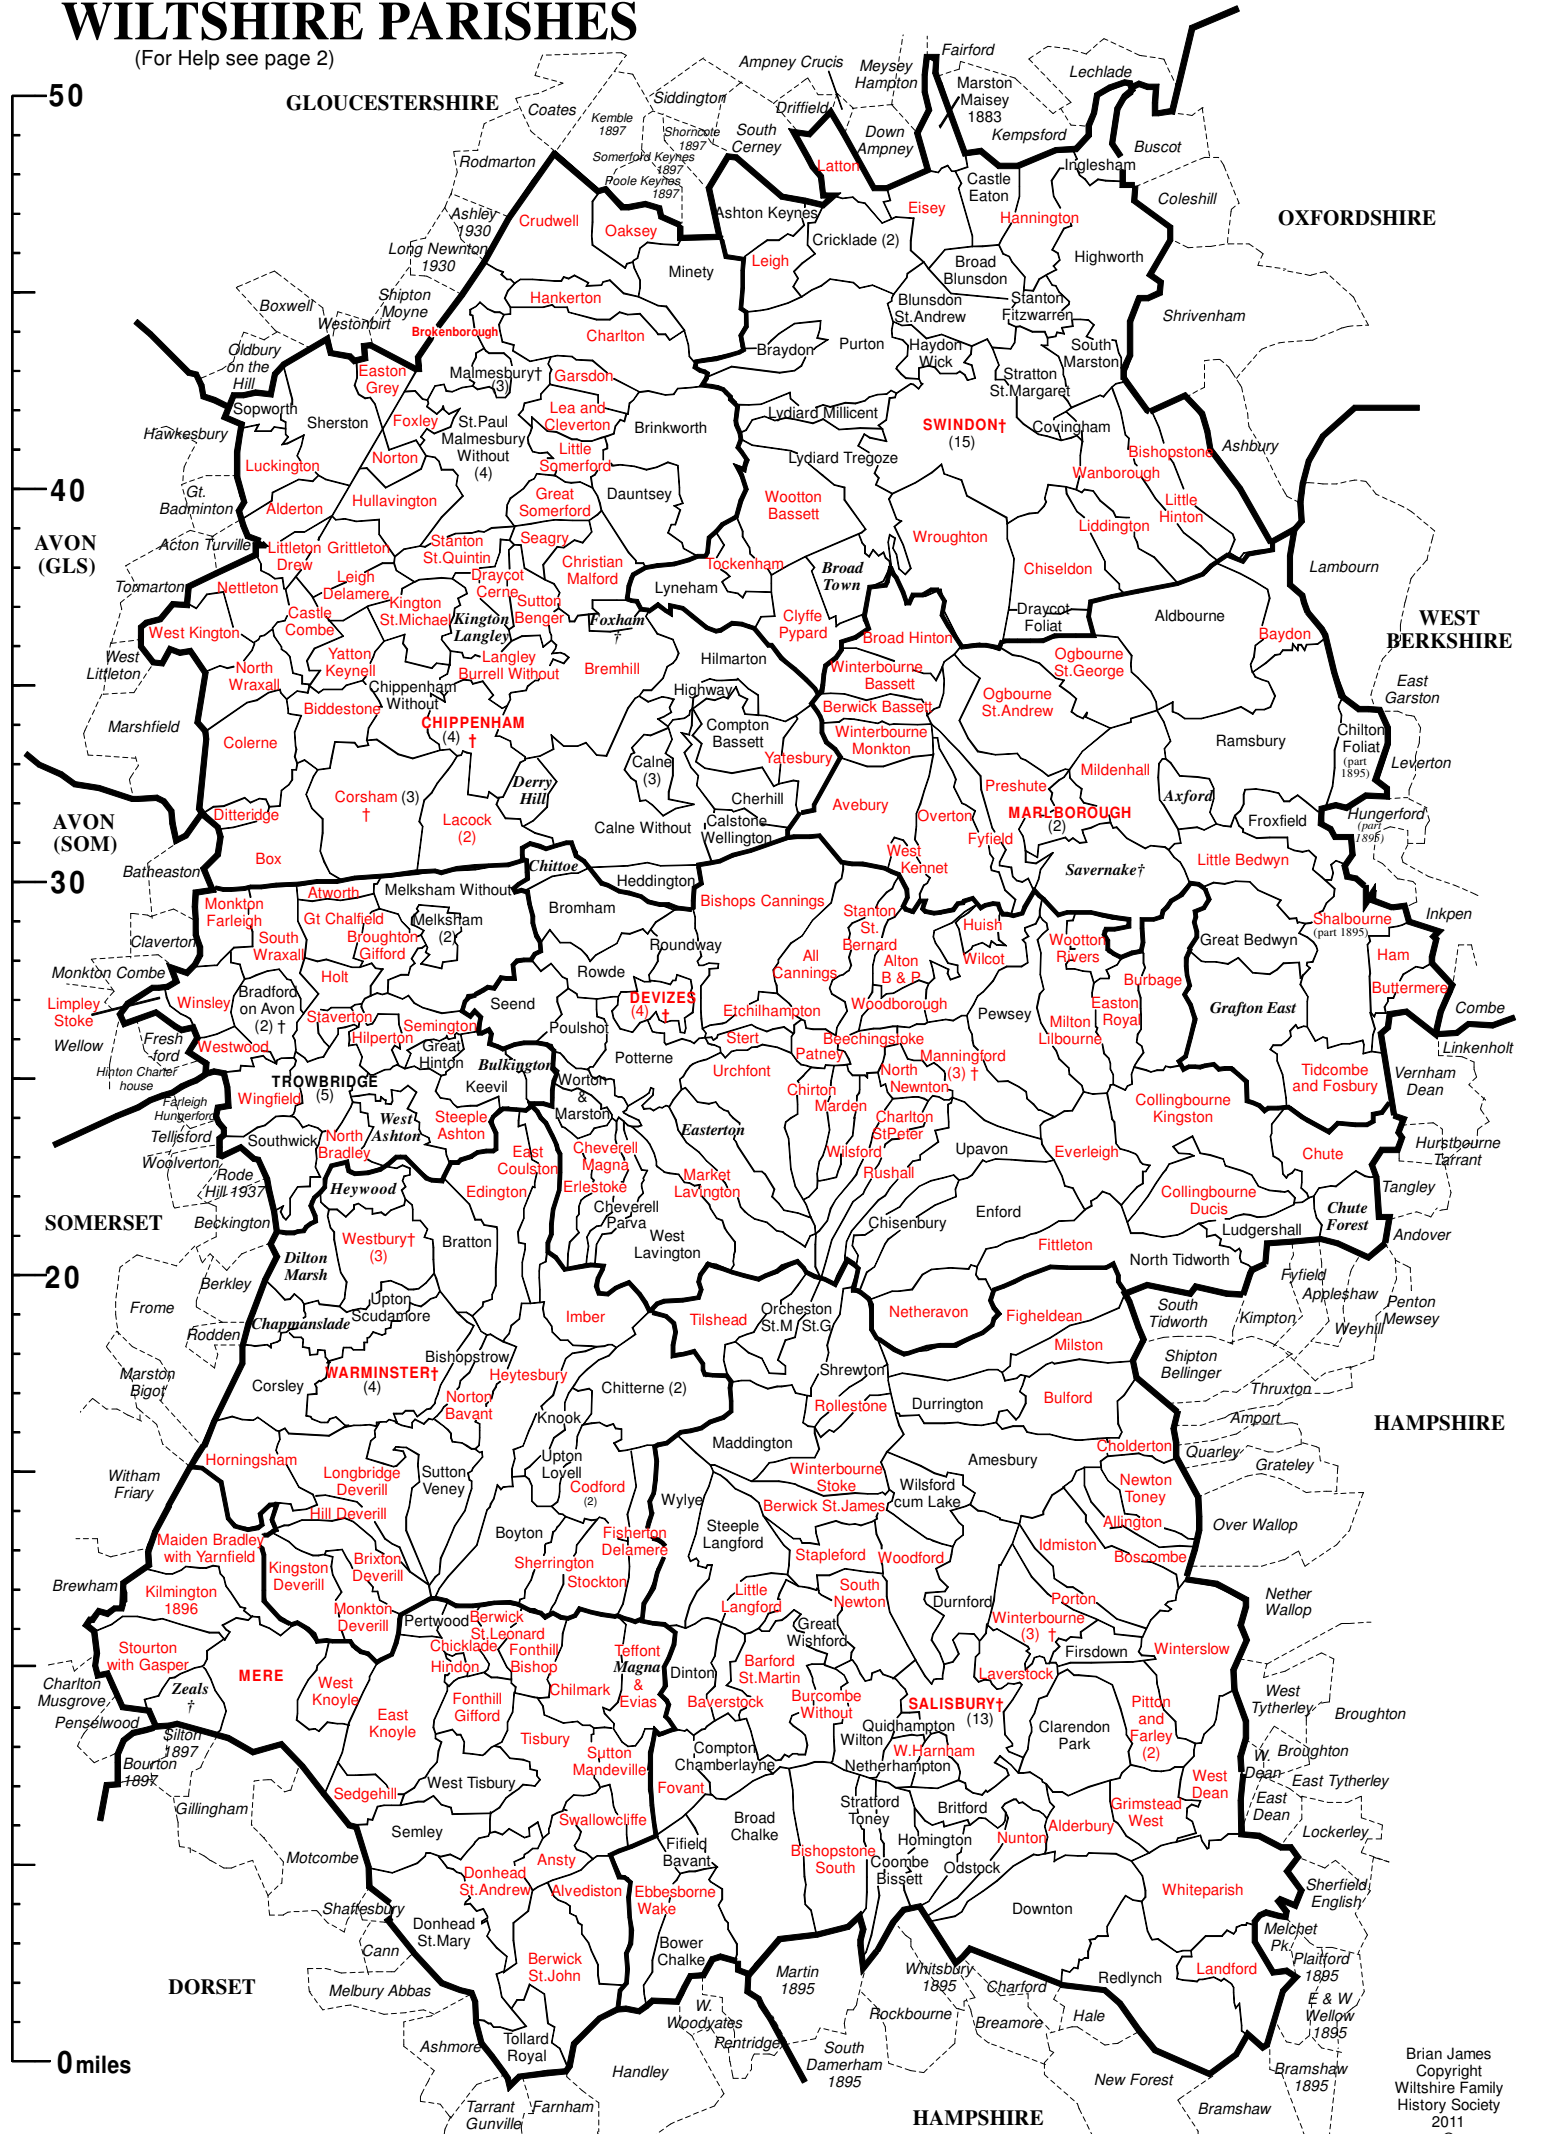 WILTSHIRE PARISHES
(For Help see page 2)
50
40
30
20
0 miles
GLOUCESTERSHIRE
OXFORDSHIRE
AVON
(GLS)
WEST
BERKSHIRE
AVON
(SOM)
SOMERSET
HAMPSHIRE
DORSET
HAMPSHIRE
Coates
Kemble
1897
Siddington
Shorncote
1897
Somerford Keynes
1897
Poole Keynes
1897
South
Cerney
Ampney Crucis
Driffield
Meysey
Hampton
Down
Ampney
Fairford
Marston
Maisey
1883
Lechlade
Kempsford
Buscot
Coleshill
Shrivenham
Ashbury
Rodmarton
Ashley
1930
Long Newnton
1930
Shipton
Moyne
Boxwell
Westonbirt
Oldbury
on the
Hill
Hawkesbury
Gt.
Badminton
Acton Turville
Tormarton
West
Littleton
Marshfield
Latton
Inglesham
Castle
Eaton
Eisey
Hannington
Crudwell
Oaksey
Ashton Keynes
Cricklade (2)
Leigh
Minety
Broad
Blunsdon
Highworth
Hankerton
Blunsdon
St.Andrew
Stanton
Fitzwarren
Brokenborough
Charlton
Braydon
Purton
Haydon
Wick
South
Marston
Easton
Grey
Malmesbury†
(3)
Garsdon
Stratton
St.Margaret
Sopworth
Sherston
Foxley
St.Paul
Malmesbury
Without
(4)
Lea and
Cleverton
Brinkworth
Lydiard Millicent
SWINDON†
(15)
Covingham
Bishopstone
Luckington
Norton
Little
Somerford
Lydiard Tregoze
Wanborough
Alderton
Hullavington
Great
Somerford
Dauntsey
Wootton
Bassett
Little
Hinton
Liddington
Wroughton
Littleton
Drew
Grittleton
Stanton
St.Quintin
Seagry
Christian
Malford
Tockenham
Broad
Town
Chiseldon
Lambourn
Nettleton
Leigh
Delamere
Draycot
Cerne
Lyneham
Castle
Combe
Kington
St.Michael
Kington
Langley
Sutton
Benger
Foxham
†
Clyffe
Pypard
Draycot
Foliat
Aldbourne
Baydon
West Kington
Broad Hinton
North
Wraxall
Yatton
Keynell
Langley
Burrell Without
Bremhill
Hilmarton
Winterbourne
Bassett
Ogbourne
St.George
East
Garston
Biddestone
Chippenham
Without
Highway
Berwick Bassett
Ogbourne
St.Andrew
Colerne
CHIPPENHAM
(4) †
Compton
Bassett
Winterbourne
Monkton
Ramsbury
Chilton
Foliat
(part
1895)
Leverton
Yatesbury
Calne
(3)
Mildenhall
Preshute
Derry
Hill
Cherhill
Axford
Ditteridge
Corsham (3)
†
Lacock
(2)
Avebury
Overton
MARLBOROUGH
(2)
Froxfield
Hungerford
(part
1895)
Calne Without
Calstone
Wellington
Fyfield
Box
West
Kennet
Little Bedwyn
Savernake†
Batheaston
Chittoe
Heddington
Atworth
Melksham Without
Monkton
Farleigh
Gt Chalfield
Melksham
(2)
Bromham
Bishops Cannings
Stanton
St.
Bernard
Huish
Shalbourne
(part 1895)
Inkpen
Claverton
South
Wraxall
Broughton
Gifford
Roundway
All
Cannings
Wilcot
Wootton
Rivers
Great Bedwyn
Ham
Holt
Rowde
Alton
B & P
Burbage
Buttermere
Monkton Combe
Limpley
Stoke
Winsley
Bradford
on Avon
(2) †
Seend
DEVIZES
(4) †
Etchilhampton
Woodborough
Pewsey
Easton
Royal
Grafton East
Combe
Staverton
Semington
Poulshot
Milton
Lilbourne
Wellow
Fresh
-ford
Westwood
Hilperton
Great
Hinton
Stert
Beechingstoke
Linkenholt
Patney
Manningford
(3) †
Hinton Charter
house
Bulkington
Potterne
Urchfont
Tidcombe
and Fosbury
Vernham
Dean
TROWBRIDGE
(5)
Keevil
Worton
&
Marston
North
Newnton
Wingfield
Chirton
Collingbourne
Kingston
Farleigh
Hungerford
West
Ashton
Steeple
Ashton
Marden
Charlton
StPeter
Tellisford
Southwick
North
Bradley
Easterton
Hurstbourne
Tarrant
Woolverton
East
Coulston
Cheverell
Magna
Wilsford
Upavon
Everleigh
Chute
Rode
Hill 1937
Heywood
Edington
Erlestoke
Market
Lavington
Rushall
Tangley
Collingbourne
Ducis
Chute
Forest
Beckington
Cheverell
Parva
Chisenbury
Enford
Ludgershall
Andover
Westbury†
(3)
Bratton
West
Lavington
Fittleton
North Tidworth
Dilton
Marsh
Berkley
Fyfield
Appleshaw
Penton
Mewsey
Frome
Upton
Scudamore
Imber
Tilshead
Orcheston
St.M St.G
Netheravon
Figheldean
South
Tidworth
Kimpton
Weyhill
Rodden
Chapmanslade
Milston
Bishopstrow
Shrewton
Shipton
Bellinger
Marston
Bigot
Corsley
WARMINSTER†
(4)
Heytesbury
Chitterne (2)
Thruxton
Norton
Bavant
Rollestone
Durrington
Bulford
Knook
Amport
Maddington
Cholderton
Quarley
Horningsham
Upton
Lovell
Amesbury
Grateley
Witham
Friary
Longbridge
Deverill
Sutton
Veney
Codford
(2)
Winterbourne
Stoke
Newton
Toney
Wylye
Wilsford
cum Lake
Hill Deverill
Berwick St.James
Allington
Over Wallop
Boyton
Fisherton
Delamere
Steeple
Langford
Maiden Bradley
with Yarnfield
Idmiston
Boscombe
Kingston
Deverill
Brixton
Deverill
Sherrington
Stapleford
Woodford
Brewham
Stockton
Kilmington
1896
Little
Langford
South
Newton
Durnford
Porton
Nether
Wallop
Monkton
Deverill
Pertwood
Berwick
St.Leonard
Great
Wishford
Winterbourne
(3) †
Chicklade
Stourton
with Gasper
Hindon
Fonthill
Bishop
Teffont
Magna
&
Evias
Firsdown
Winterslow
MERE
Dinton
Barford
St.Martin
Laverstock
Charlton
Musgrove
Zeals
†
West
Knoyle
Chilmark
Baverstock
Burcombe
Without
SALISBURY†
(13)
West
Tytherley
Broughton
Penselwood
East
Knoyle
Fonthill
Gifford
Pitton
and
Farley
(2)
Clarendon
Park
Quidhampton
Silton
1897
Tisbury
Wilton
W.Harnham
Broughton
Compton
Chamberlayne
Bourton
1897
Sutton
Mandeville
Netherhampton
W.
Dean
East Tytherley
Sedgehill
West Tisbury
Fovant
West
Dean
Gillingham
Stratford
Toney
Britford
Grimstead
West
East
Dean
Swallowcliffe
Broad
Chalke
Alderbury
Lockerley
Semley
Homington
Nunton
Motcombe
Fifield
Bavant
Bishopstone
South
Coombe
Bissett
Odstock
Ansty
Donhead
St.Andrew
Alvediston
Ebbesborne
Wake
Whiteparish
Sherfield
English
Shaftesbury
Downton
Donhead
St.Mary
Melchet
Pk.
Cann
Bower
Chalke
Berwick
St.John
Martin
1895
Whitsbury
1895
Redlynch
Landford
Plaitford
1895
Melbury Abbas
Charford
E & W
Wellow
1895
W.
Woodyates
Rockbourne
Breamore
Hale
Ashmore
Tollard
Royal
Pentridge
South
Damerham
1895
Handley
New Forest
Bramshaw
1895
Tarrant
Gunville
Farnham
Bramshaw
Brian James
Copyright
Wiltshire Family
History Society
2011